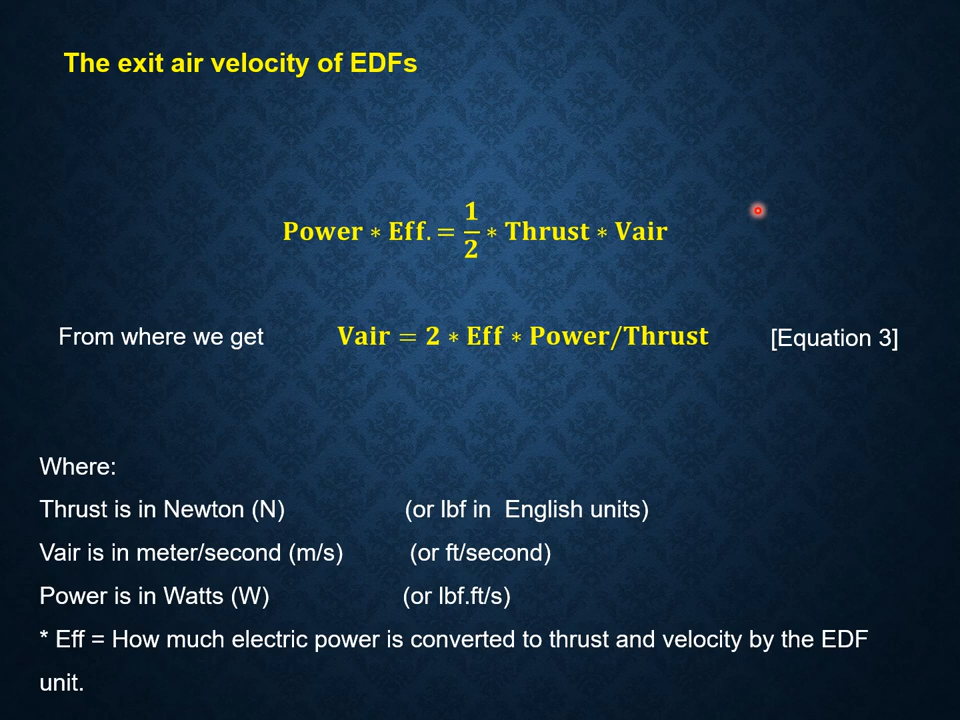 The exit air velocity of EDFs
Power ∗ Eff. = 1/2 ∗ Thrust ∗ Vair
From where we get Vair = 2 ∗ Eff ∗ Power/Thrust [Equation 3]
Where:
Thrust is in Newton (N) (or lbf in English units)
Vair is in meter/second (m/s) (or ft/second)
Power is in Watts (W) (or lbf.ft/s)
* Eff = How much electric power is converted to thrust and velocity by the EDF
unit.